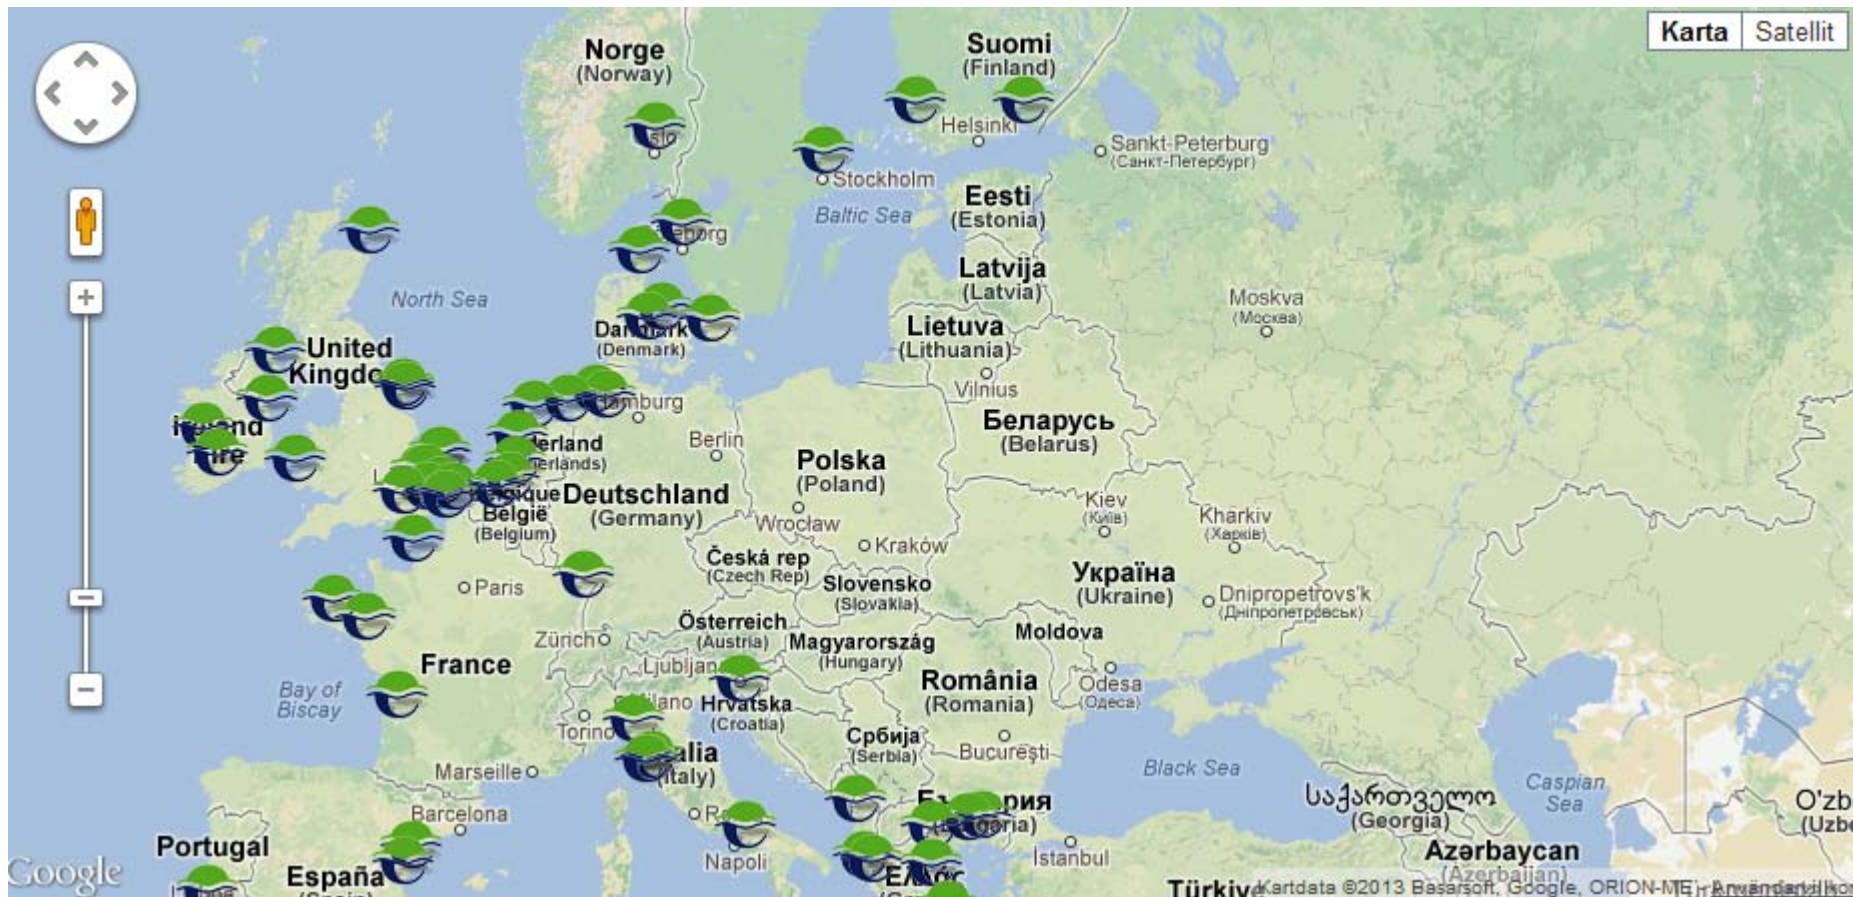 Karta
Satellit
Norge
(Norway)
Suomi
(Finland)
Helsinki
Sankt-Peterburg
(Санкт-Петербург)
Stockholm
Eesti
(Estonia)
Baltic Sea
Latvija
(Latvia)
North Sea
Moskva
(Москва)
Lietuva
(Lithuania)
(Denmark)
United
Vilnius
Беларусь
(Belarus)
Berlin
Polska
(Poland)
Deutschland
(Germany)
België
(Belgium)
Kiev
(Київ)
Kharkiv
(Харків)
Wrocław
Kraków
Česká rep
(Czech Rep)
Slovensko
(Slovakia)
Україна
(Ukraine)
Dnipropetrovs'k
(Дніпропетровськ)
Paris
Österreich
(Austria)
Zürich
Magyarország
(Hungary)
Moldova
France
România
(Romania)
Odesa
(Одеса)
Bay of
Biscay
Hrvatska
(Croatia)
Torino
Србија
(Serbia)
București
(Italy)
Marseille
Black Sea
Caspian
Sea
Barcelona
საქართველო
(Georgia)
O'zb
(Uzbe
Portugal
Napoli
İstanbul
Azərbaycan
(Azerbaijan)
Google
España
Kartdata ©2013 Basarsoft, Google, ORION-ME